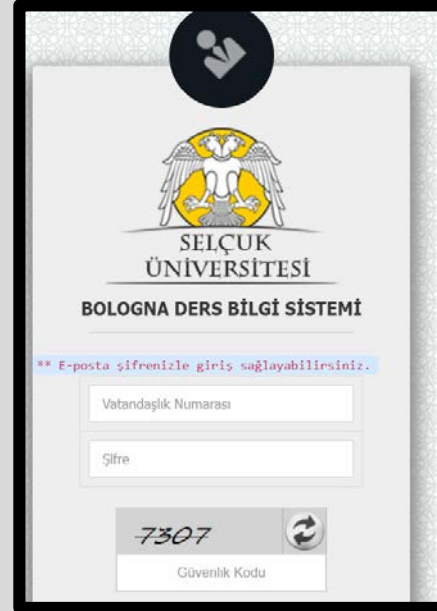 SELÇUK
ÜNİVERSİTESİ
BOLOGNA DERS BİLGİ SİSTEMİ
** E-posta şifrenizle giriş sağlayabilirsiniz.
Vatandaşlık Numarası
Şifre
7307
Güvenlik Kodu